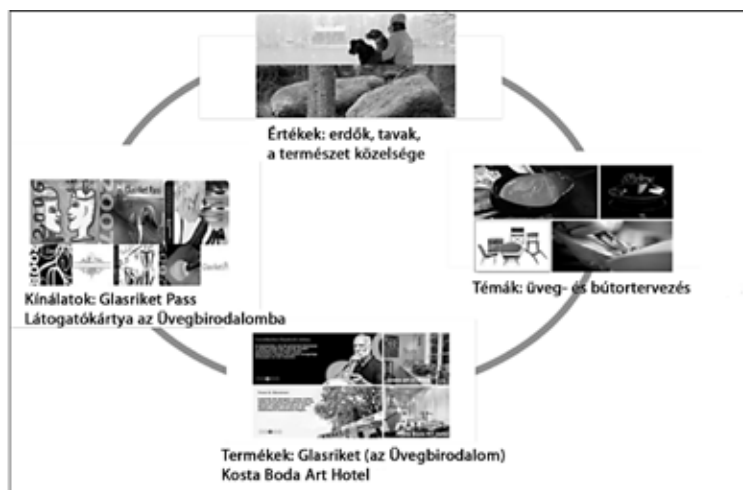 Értékek: erdők, tavak,
a természet közelsége
Témák: üveg- és bútortervezés
Kínálatok: Glasriket Pass
Látogatókártya az Üvegbirodalomba
Termékek: Glasriket (az Üvegbirodalom)
Kosta Boda Art Hotel